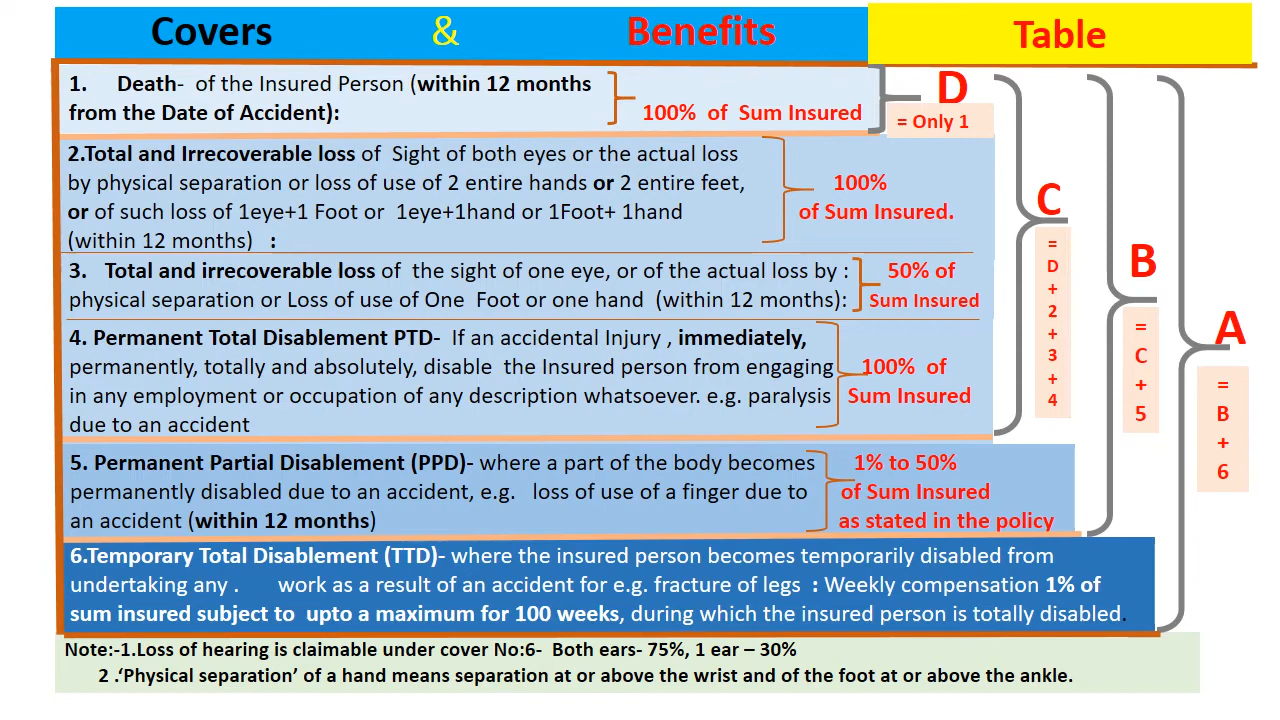 Covers & Benefits Table
1. Death- of the Insured Person (within 12 months
from the Date of Accident):
100% of Sum Insured
D
= Only 1
2.Total and Irrecoverable loss of Sight of both eyes or the actual loss
by physical separation or loss of use of 2 entire hands or 2 entire feet,
or of such loss of 1eye+1 Foot or 1eye+1hand or 1Foot+ 1hand
(within 12 months) :
100%
of Sum Insured.
3. Total and irrecoverable loss of the sight of one eye, or of the actual loss by :
physical separation or Loss of use of One Foot or one hand (within 12 months):
50% of
Sum Insured
4. Permanent Total Disablement PTD- If an accidental Injury , immediately,
permanently, totally and absolutely, disable the Insured person from engaging
in any employment or occupation of any description whatsoever. e.g. paralysis
due to an accident
100% of
Sum Insured
C
=
D
+
2
+
3
+
4
5. Permanent Partial Disablement (PPD)- where a part of the body becomes
permanently disabled due to an accident, e.g. loss of use of a finger due to
an accident (within 12 months)
1% to 50%
of Sum Insured
as stated in the policy
B
=
C
+
5
6.Temporary Total Disablement (TTD)- where the insured person becomes temporarily disabled from
undertaking any . work as a result of an accident for e.g. fracture of legs : Weekly compensation 1% of
sum insured subject to upto a maximum for 100 weeks, during which the insured person is totally disabled.
A
=
B
+
6
Note:-1.Loss of hearing is claimable under cover No:6- Both ears- 75%, 1 ear – 30%
2 .‘Physical separation’ of a hand means separation at or above the wrist and of the foot at or above the ankle.